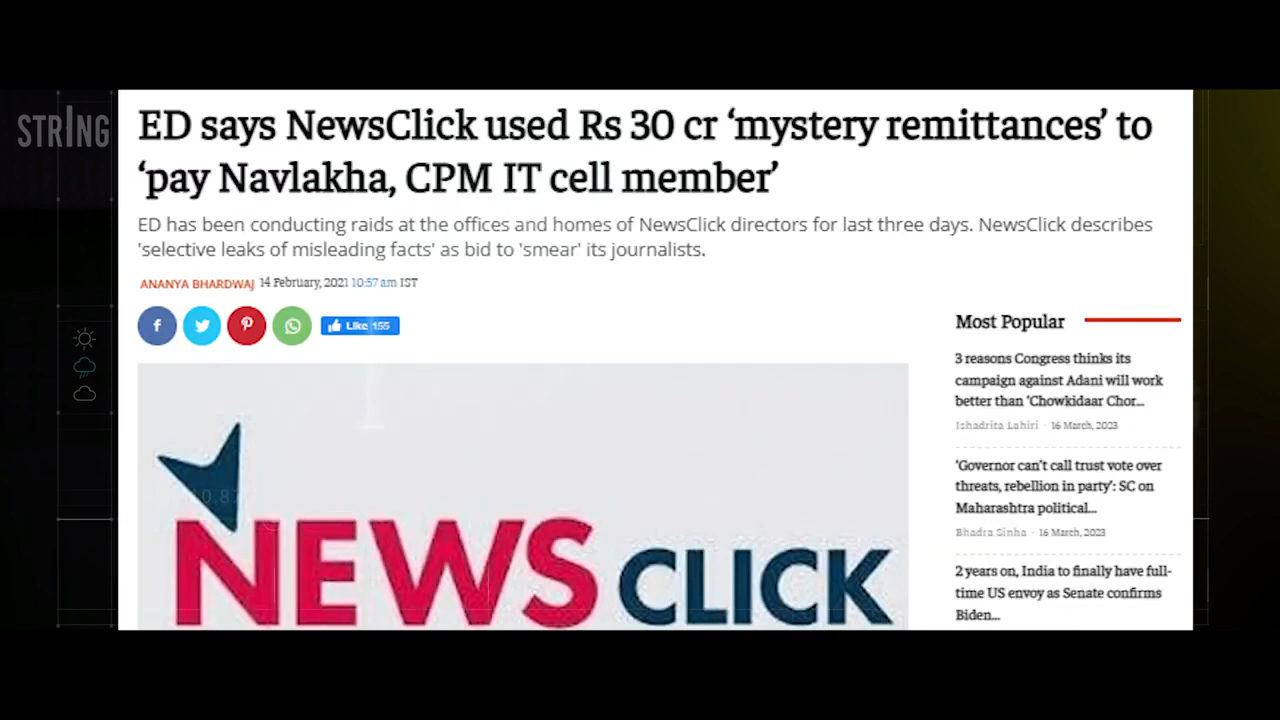 STRING
ED says NewsClick used Rs 30 cr ‘mystery remittances’ to
‘pay Navlakha, CPM IT cell member’
ED has been conducting raids at the offices and homes of NewsClick directors for last three days. NewsClick describes
'selective leaks of misleading facts' as bid to 'smear' its journalists.
ANANYA BHARDWAJ 14 February, 2021 10:57 am IST
Like 155
NEWS CLICK
Most Popular
3 reasons Congress thinks its
campaign against Adani will work
better than ‘Chowkidaar Chor...
Ishadrita Lahiri · 16 March, 2023
‘Governor can’t call trust vote over
threats, rebellion in party’: SC on
Maharashtra political...
Bhadra Sinha · 16 March, 2023
2 years on, India to finally have full-
time US envoy as Senate confirms
Biden...